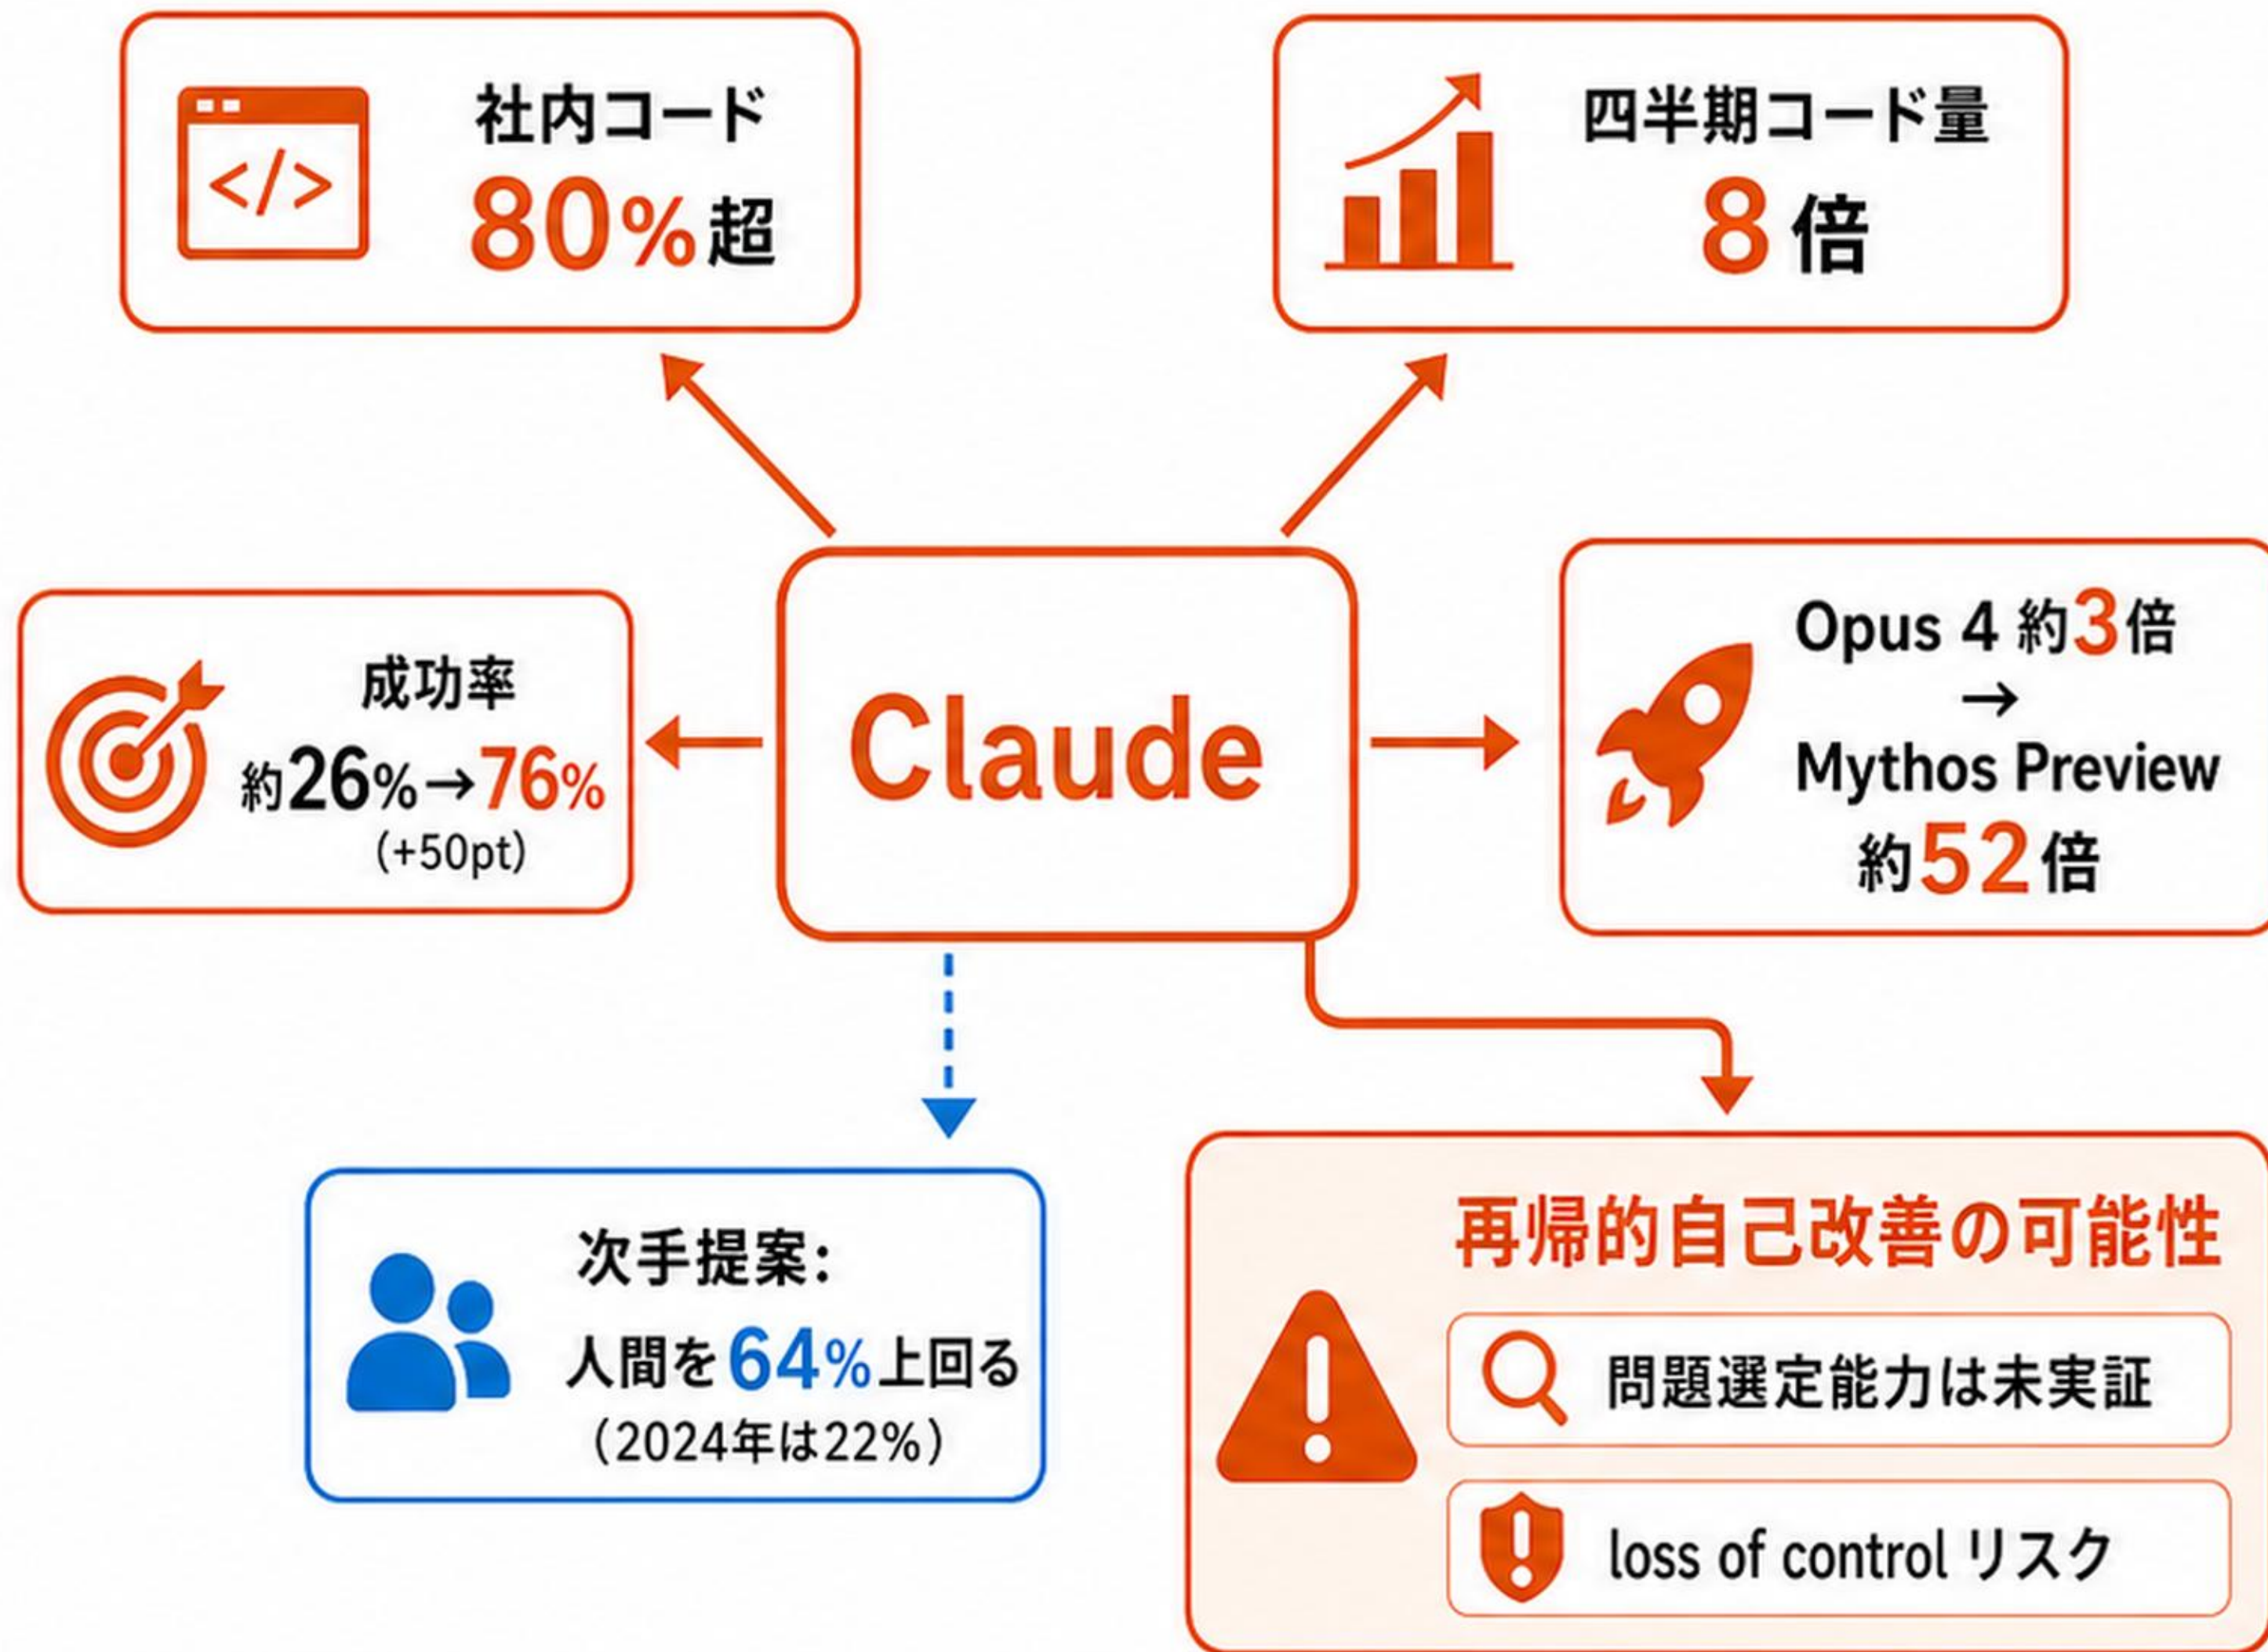 社内コード
80%超
四半期コード量
8倍
成功率
約26%→76%
(+50pt)
Claude
Opus 4 約3倍
→
Mythos Preview
約52倍
次手提案:
人間を64%上回る
(2024年は22%)
再帰的自己改善の可能性
問題選定能力は未実証
loss of control リスク